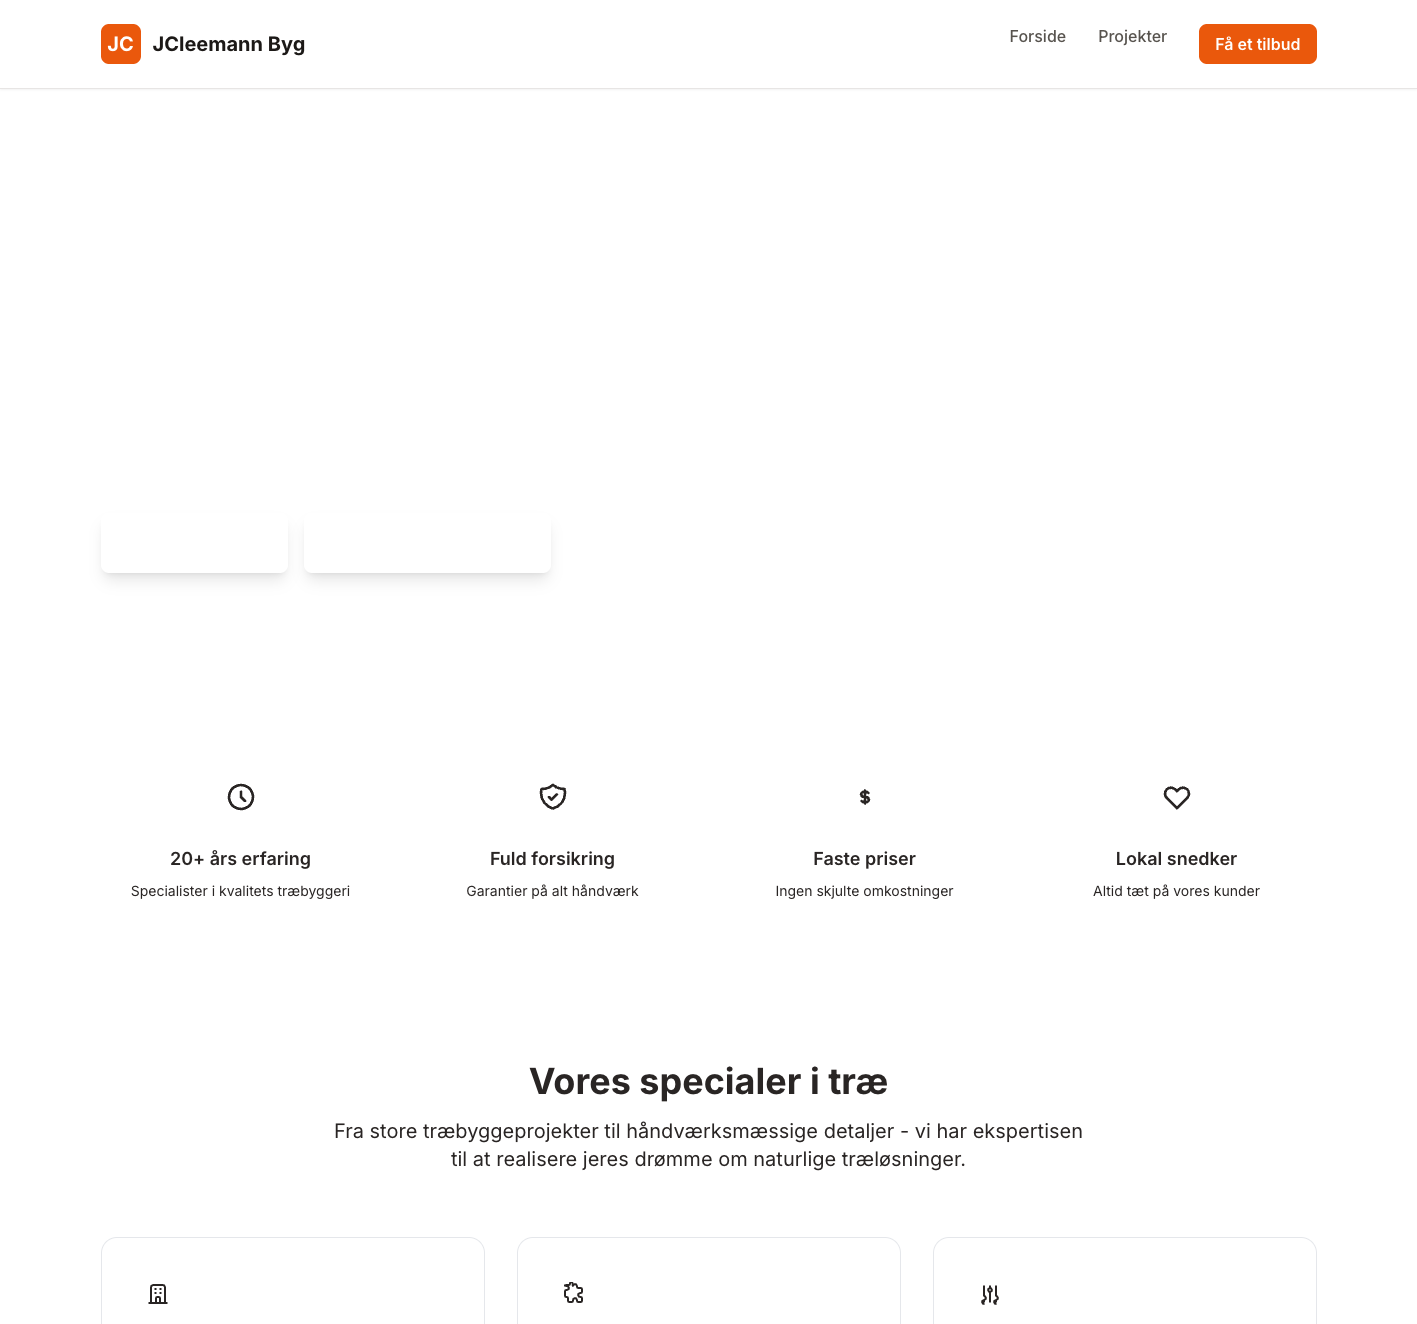 JC JCleemann Byg
Forside Projekter Få et tilbud
20+ års erfaring
Specialister i kvalitets træbyggeri
Fuld forsikring
Garantier på alt håndværk
$
Faste priser
Ingen skjulte omkostninger
Lokal snedker
Altid tæt på vores kunder
Vores specialer i træ
Fra store træbyggeprojekter til håndværksmæssige detaljer - vi har ekspertisen
til at realisere jeres drømme om naturlige træløsninger.